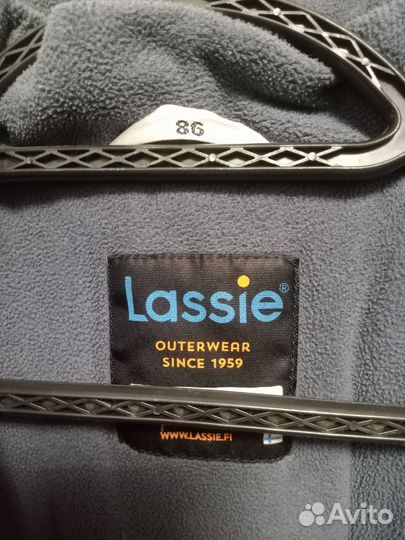 86
Lassie®
OUTERWEAR
SINCE 1959
WWW.LASSIE.FI
Avito